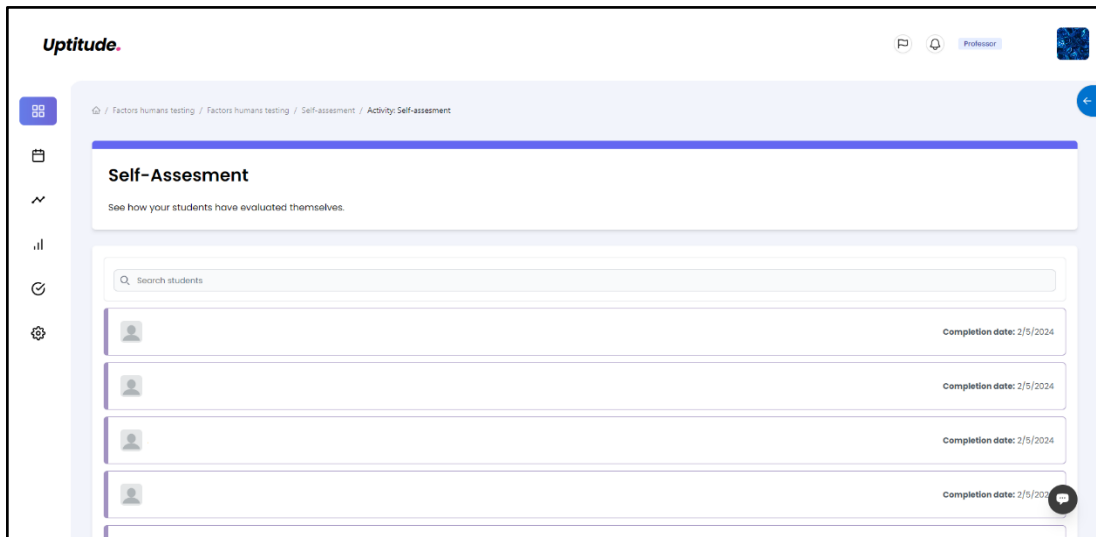 Uptitude.
Professor
/ Factors humans testing / Factors humans testing / Self-assesment / Activity: Self-assesment
Self-Assesment
See how your students have evaluated themselves.
Search students
Completion date: 2/5/2024
Completion date: 2/5/2024
Completion date: 2/5/2024
Completion date: 2/5/202